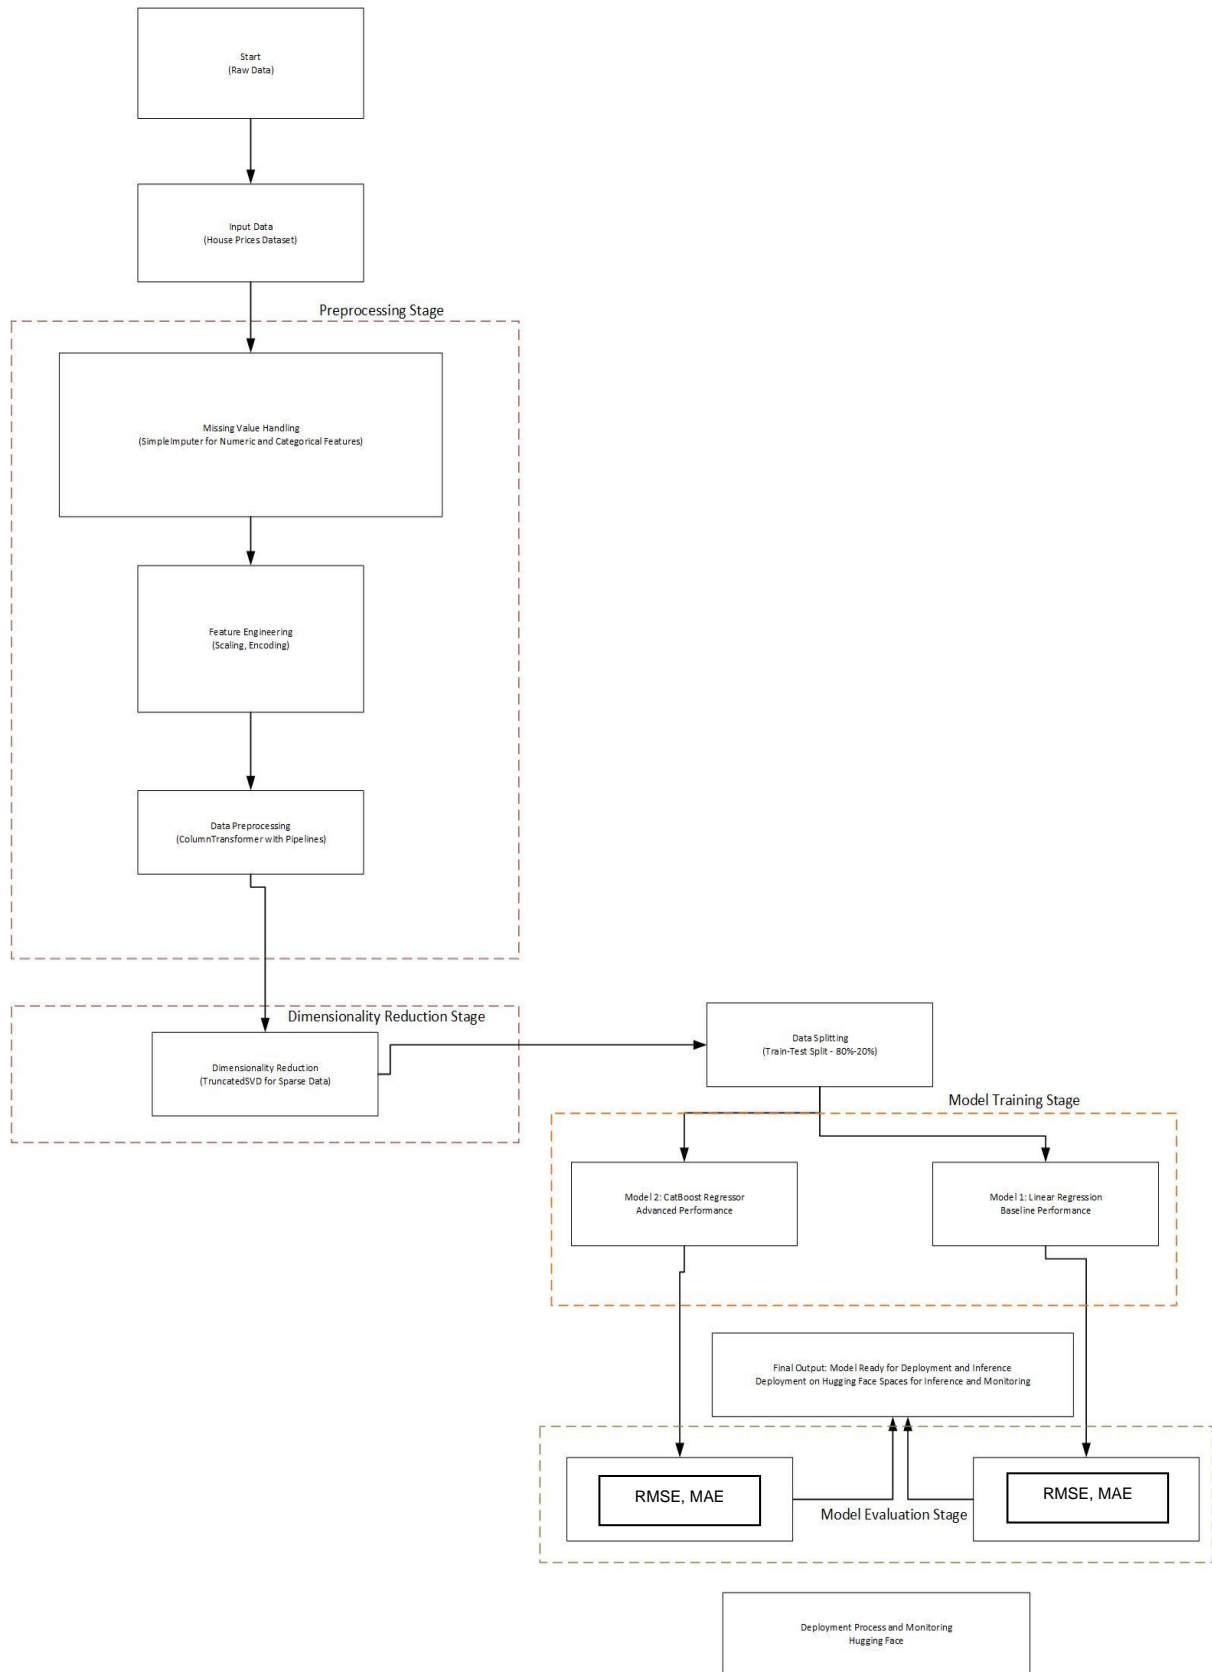 Start
(Raw Data)
Input Data
(House Prices Dataset)
Preprocessing Stage
Missing Value Handling
(SimpleImputer for Numeric and Categorical Features)
Feature Engineering
(Scaling, Encoding)
Data Preprocessing
(ColumnTransformer with Pipelines)
Dimensionality Reduction Stage
Dimensionality Reduction
(TruncatedSVD for Sparse Data)
Data Splitting
(Train-Test Split - 80%-20%)
Model Training Stage
Model 2: CatBoost Regressor
Advanced Performance
Model 1: Linear Regression
Baseline Performance
Final Output: Model Ready for Deployment and Inference
Deployment on Hugging Face Spaces for Inference and Monitoring
RMSE, MAE
RMSE, MAE
Model Evaluation Stage
Deployment Process and Monitoring
Hugging Face